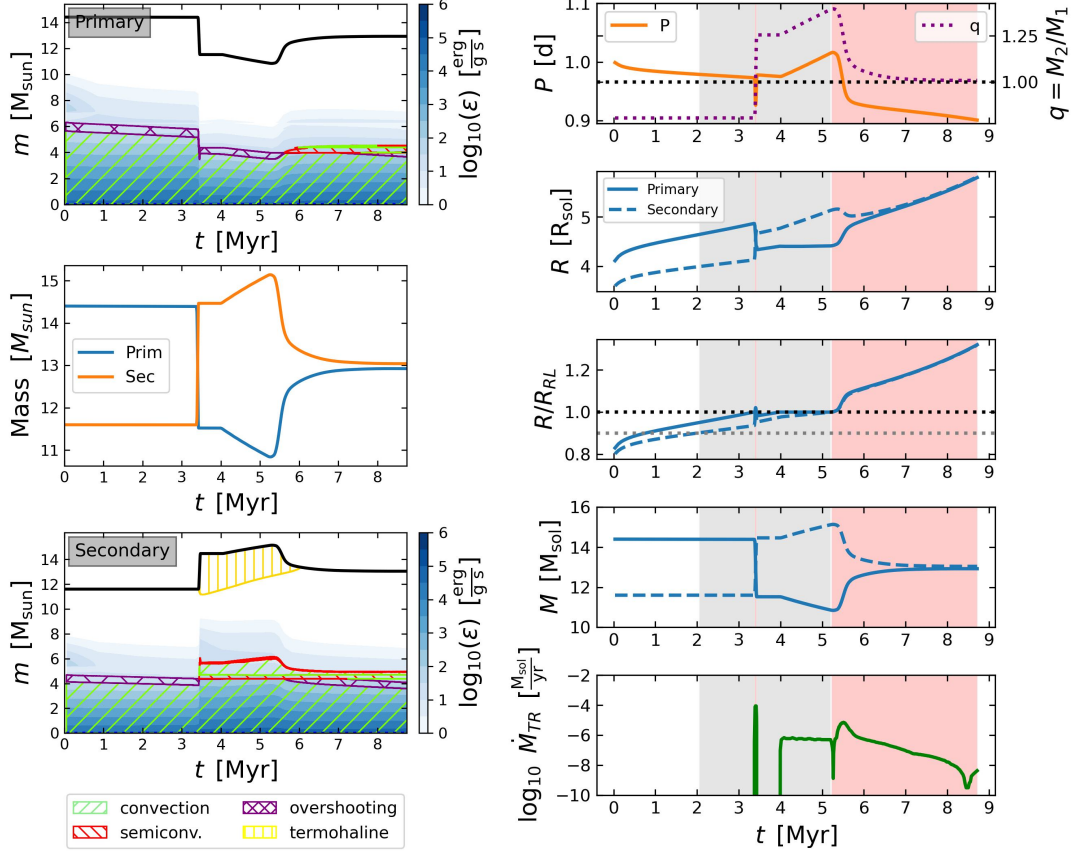 Primary
14
12
10
8
6
4
2
0
m [Msun]
0 1 2 3 4 5 6 7 8
t [Myr]
6
5
4
3
2
1
0
log10(ε) [erg/g s]
15
14
13
12
11
Mass [Msun]
Prim
Sec
0 1 2 3 4 5 6 7 8
t [Myr]
Secondary
14
12
10
8
6
4
2
0
m [Msun]
0 1 2 3 4 5 6 7 8
t [Myr]
6
5
4
3
2
1
0
log10(ε) [erg/g s]
convection
overshooting
semiconv.
termohaline
1.1
1.0
0.9
P [d]
P
q
1.25
1.00
q = M2/M1
0 1 2 3 4 5 6 7 8 9
Primary
Secondary
5
4
R [Rsol]
0 1 2 3 4 5 6 7 8 9
1.2
1.0
0.8
R/RRL
0 1 2 3 4 5 6 7 8 9
16
14
12
10
M [Msol]
0 1 2 3 4 5 6 7 8 9
−2
−4
−6
−8
−10
log10 ṀTR [Msol/yr]
0 1 2 3 4 5 6 7 8 9
t [Myr]